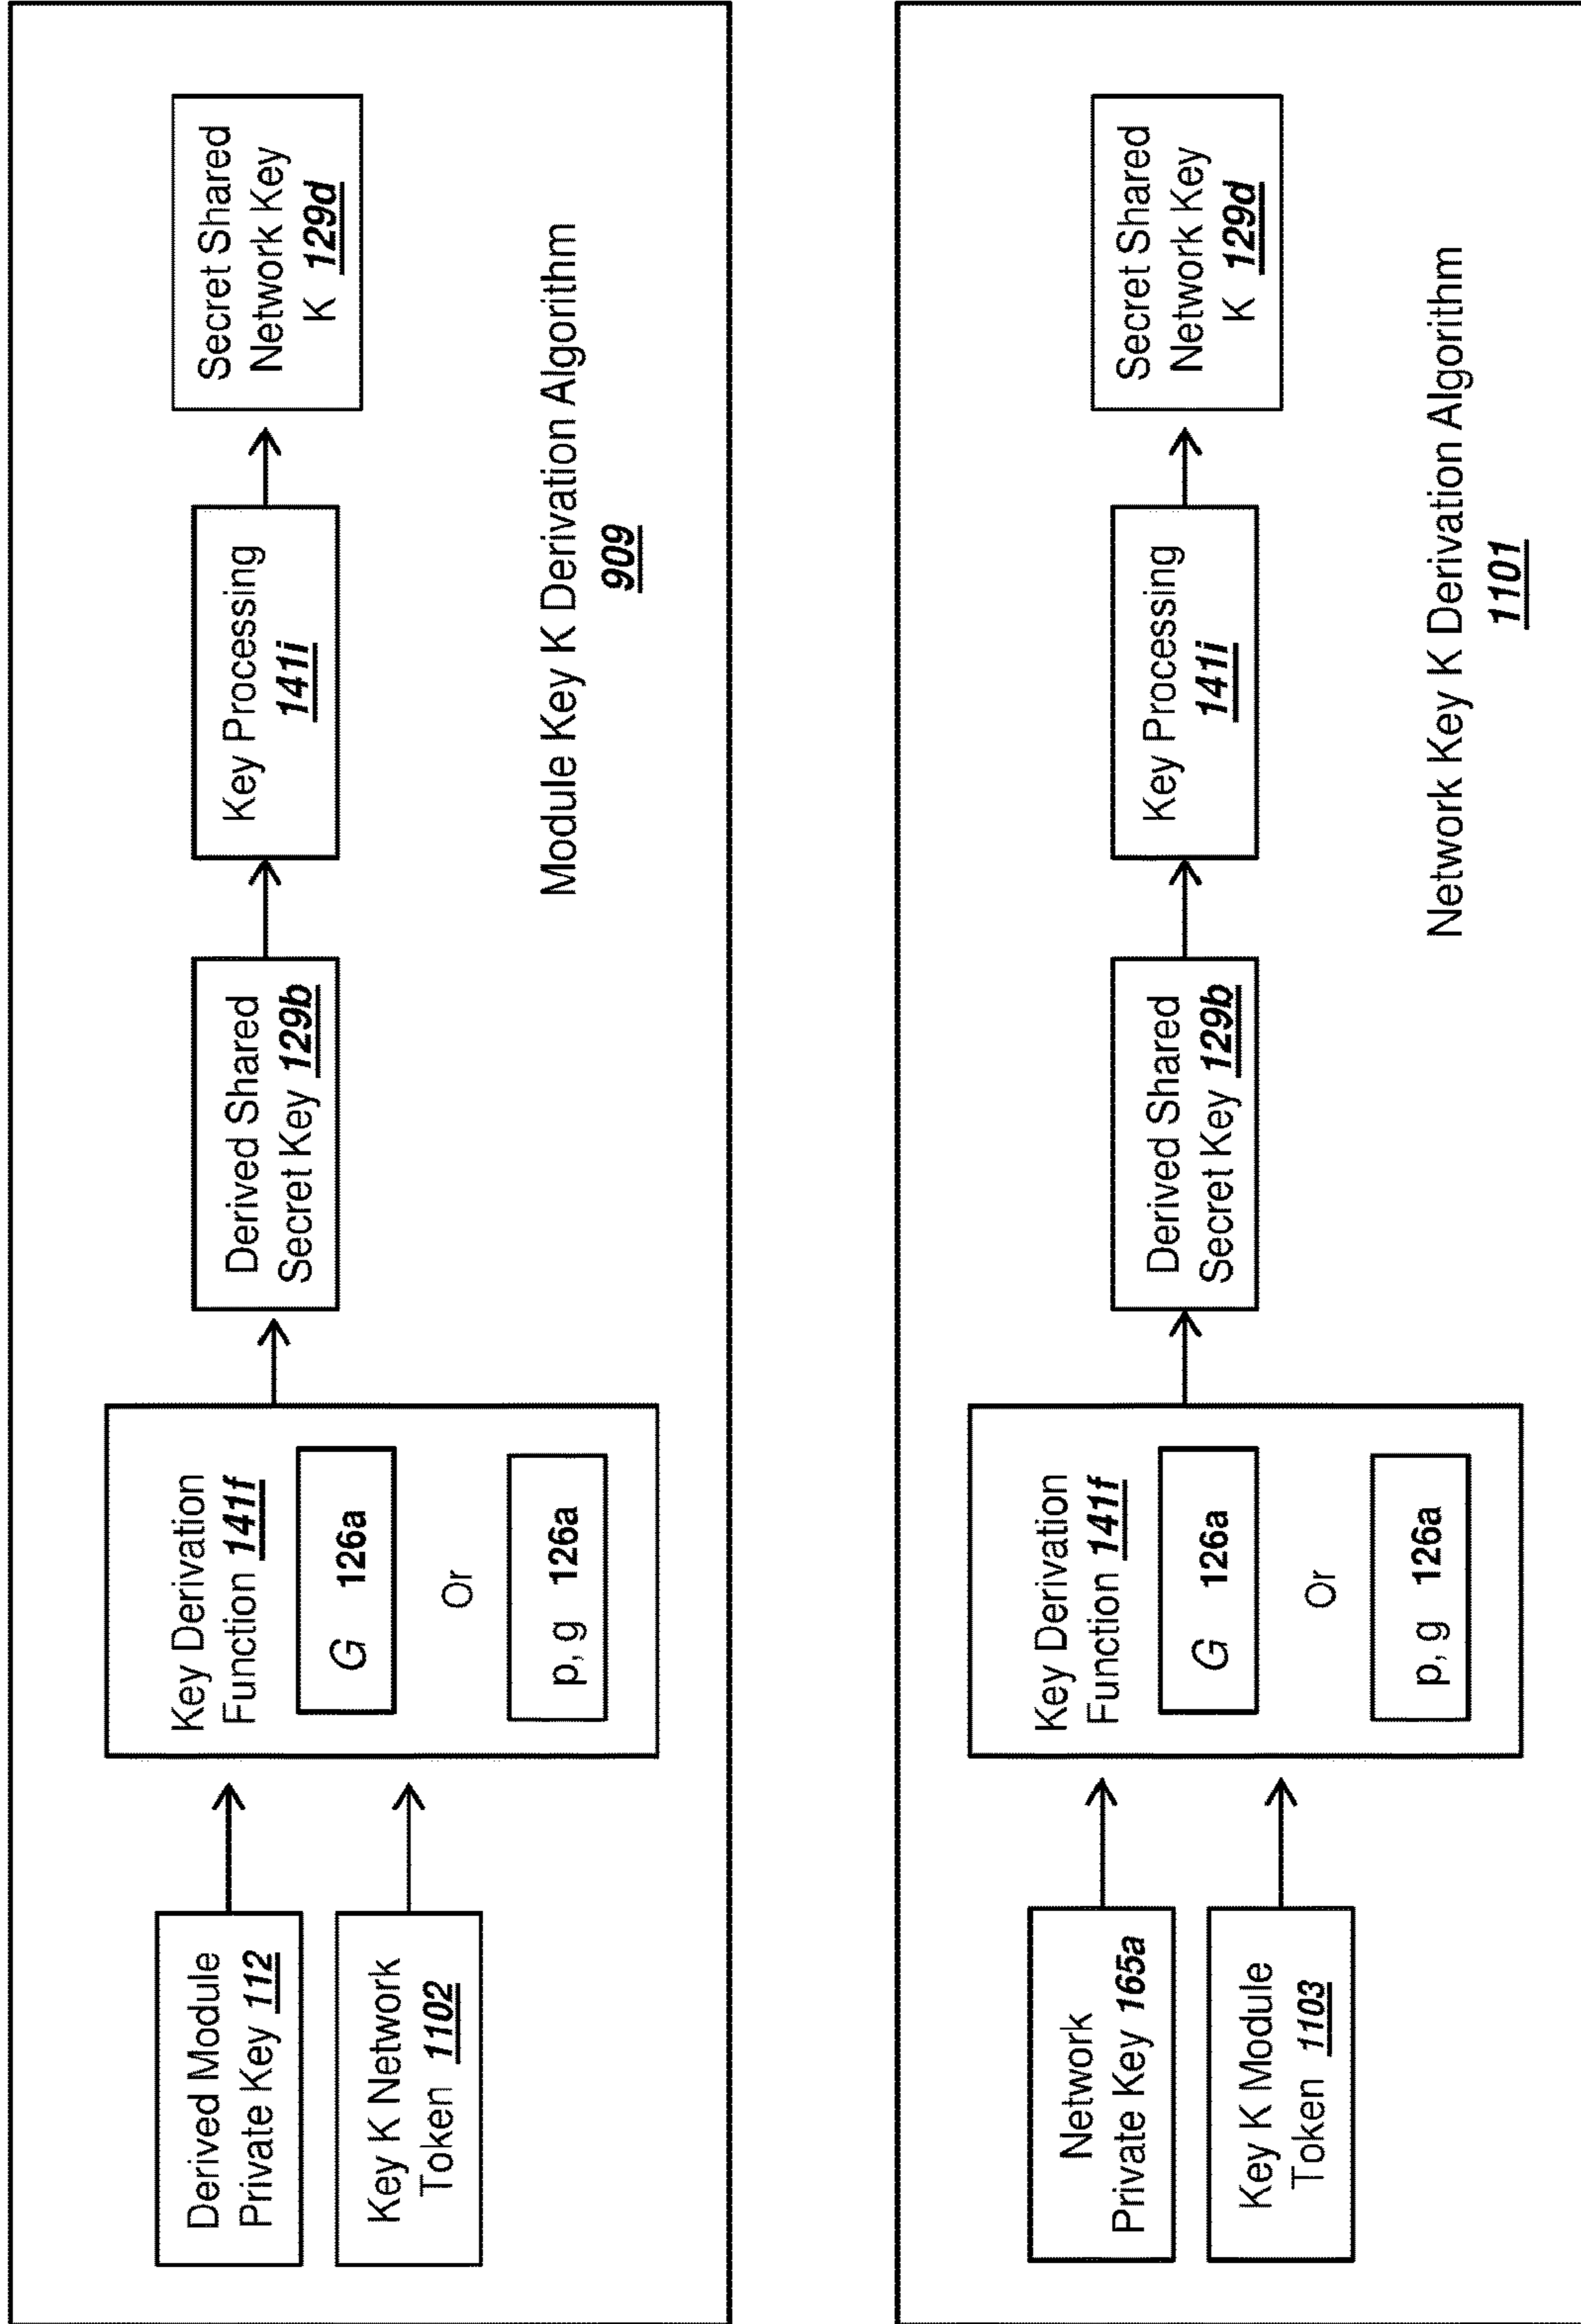 Derived Module
Private Key 112
Key K Network
Token 1102
Key Derivation
Function 141f
G 126a
Or
p, g 126a
Derived Shared
Secret Key 129b
Key Processing
141i
Secret Shared
Network Key
K 129d
Module Key K Derivation Algorithm
909
Network
Private Key 165a
Key K Module
Token 1103
Key Derivation
Function 141f
G 126a
Or
p, g 126a
Derived Shared
Secret Key 129b
Key Processing
141i
Secret Shared
Network Key
K 129d
Network Key K Derivation Algorithm
1101